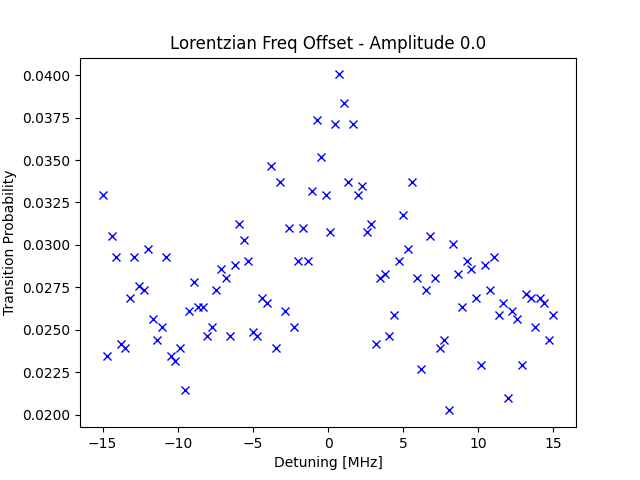 Lorentzian Freq Offset - Amplitude 0.0
Transition Probability
0.0400
0.0375
0.0350
0.0325
0.0300
0.0275
0.0250
0.0225
0.0200
−15 −10 −5 0 5 10 15
Detuning [MHz]